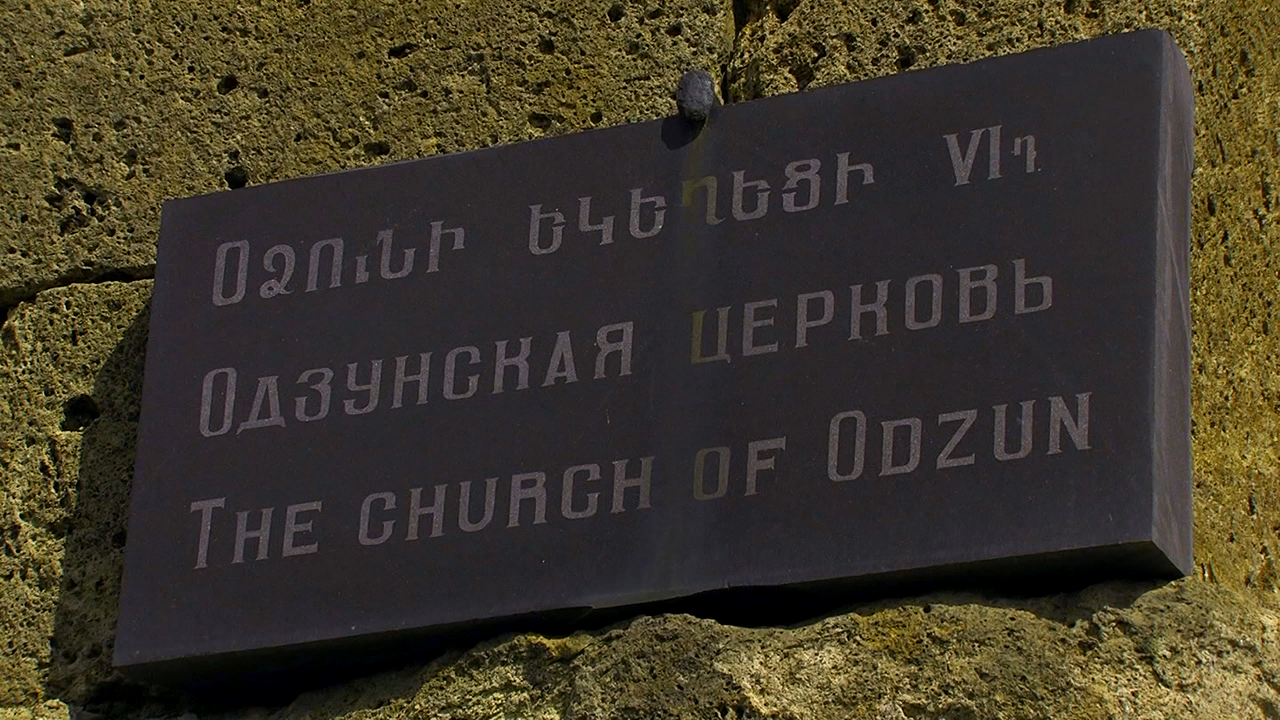 ՕՁՈւՆԻ ԵԿԵՂԵՑԻ VIդ
ОДЗУНСКАЯ ЦЕРКОВЬ
THE CHURCH OF ODZUN